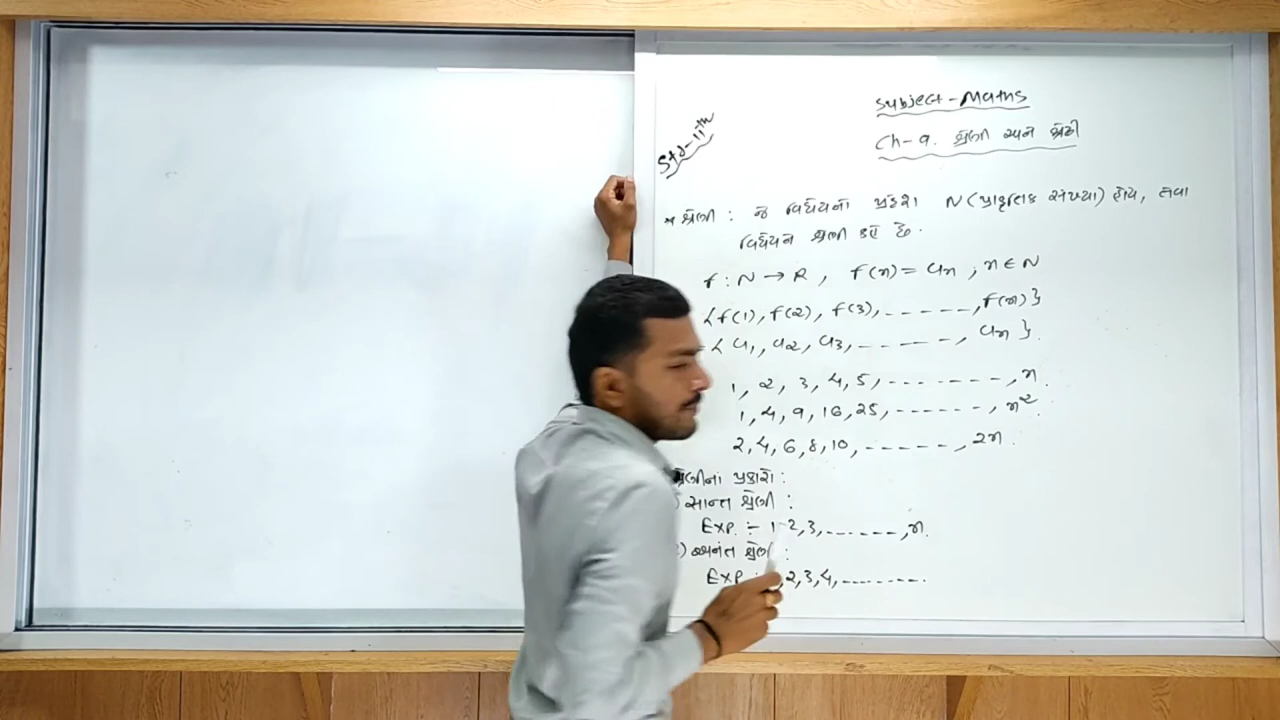 Subject - Maths
Ch-9. શ્રેણી અને શ્રેઢી
Std-11th
* શ્રેણી : જે વિધેયનો પ્રદેશ N (પ્રાકૃતિક સંખ્યા) હોય, તેવા
વિધેયને શ્રેણી કહે છે.
f : N → R , f(n) = an , n ∈ N
{f(1), f(2), f(3), ------, f(n)}
{ a1, a2, a3, ------, an }.
1, 2, 3, 4, 5, --------, n.
1, 4, 9, 16, 25, ------, n².
2, 4, 6, 8, 10, ------, 2n.
શ્રેણીના પ્રકારો :
સાન્ત શ્રેણી :
Exp. :- 1, 2, 3, ------, n.
અનંત શ્રેણી :
Exp. : ,2,3,4,--------.